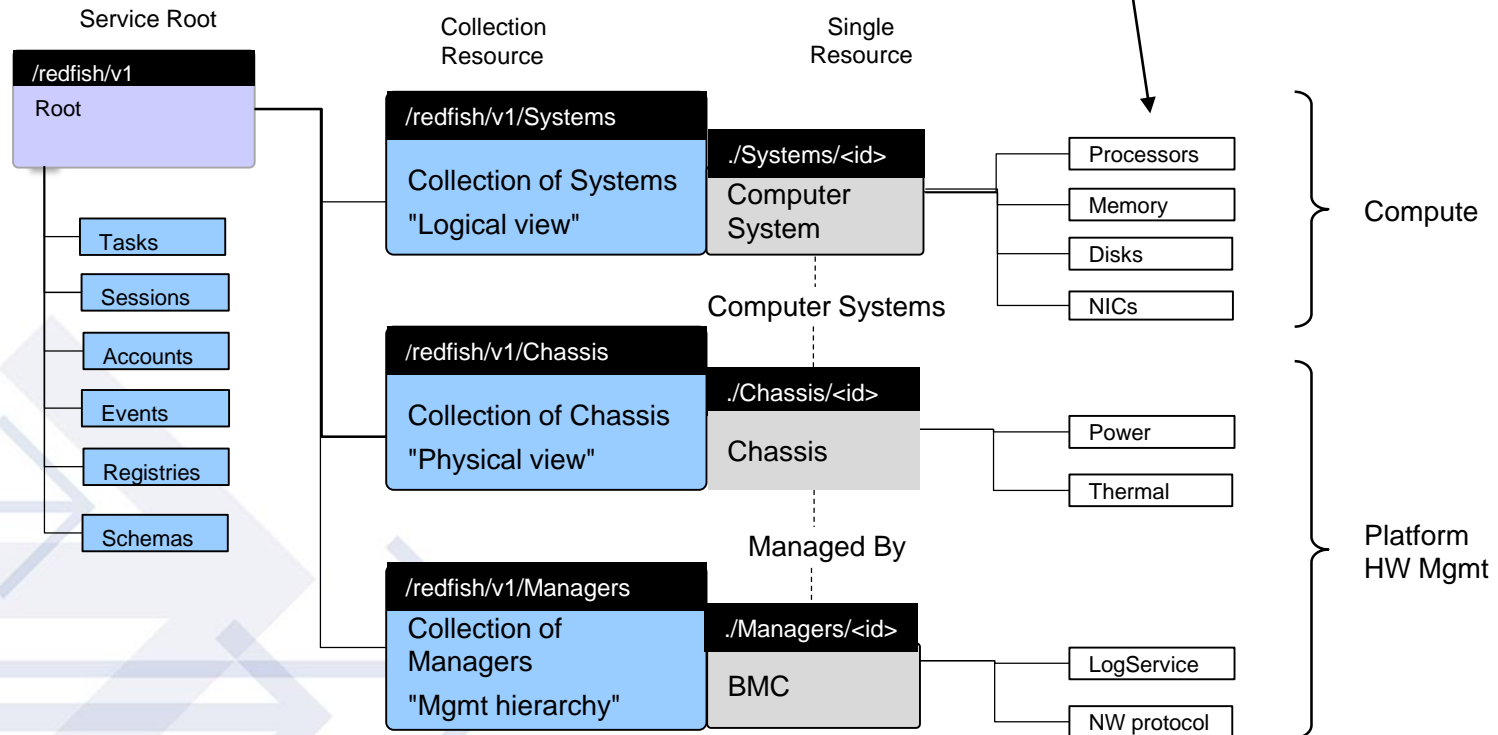 Service Root
Collection
Resource
Single
Resource
/redfish/v1
Root
Tasks
Sessions
Accounts
Events
Registries
Schemas
/redfish/v1/Systems
Collection of Systems
"Logical view"
./Systems/<id>
Computer
System
Processors
Memory
Disks
NICs
Compute
Computer Systems
/redfish/v1/Chassis
Collection of Chassis
"Physical view"
./Chassis/<id>
Chassis
Power
Thermal
Managed By
/redfish/v1/Managers
Collection of
Managers
"Mgmt hierarchy"
./Managers/<id>
BMC
LogService
NW protocol
Platform
HW Mgmt